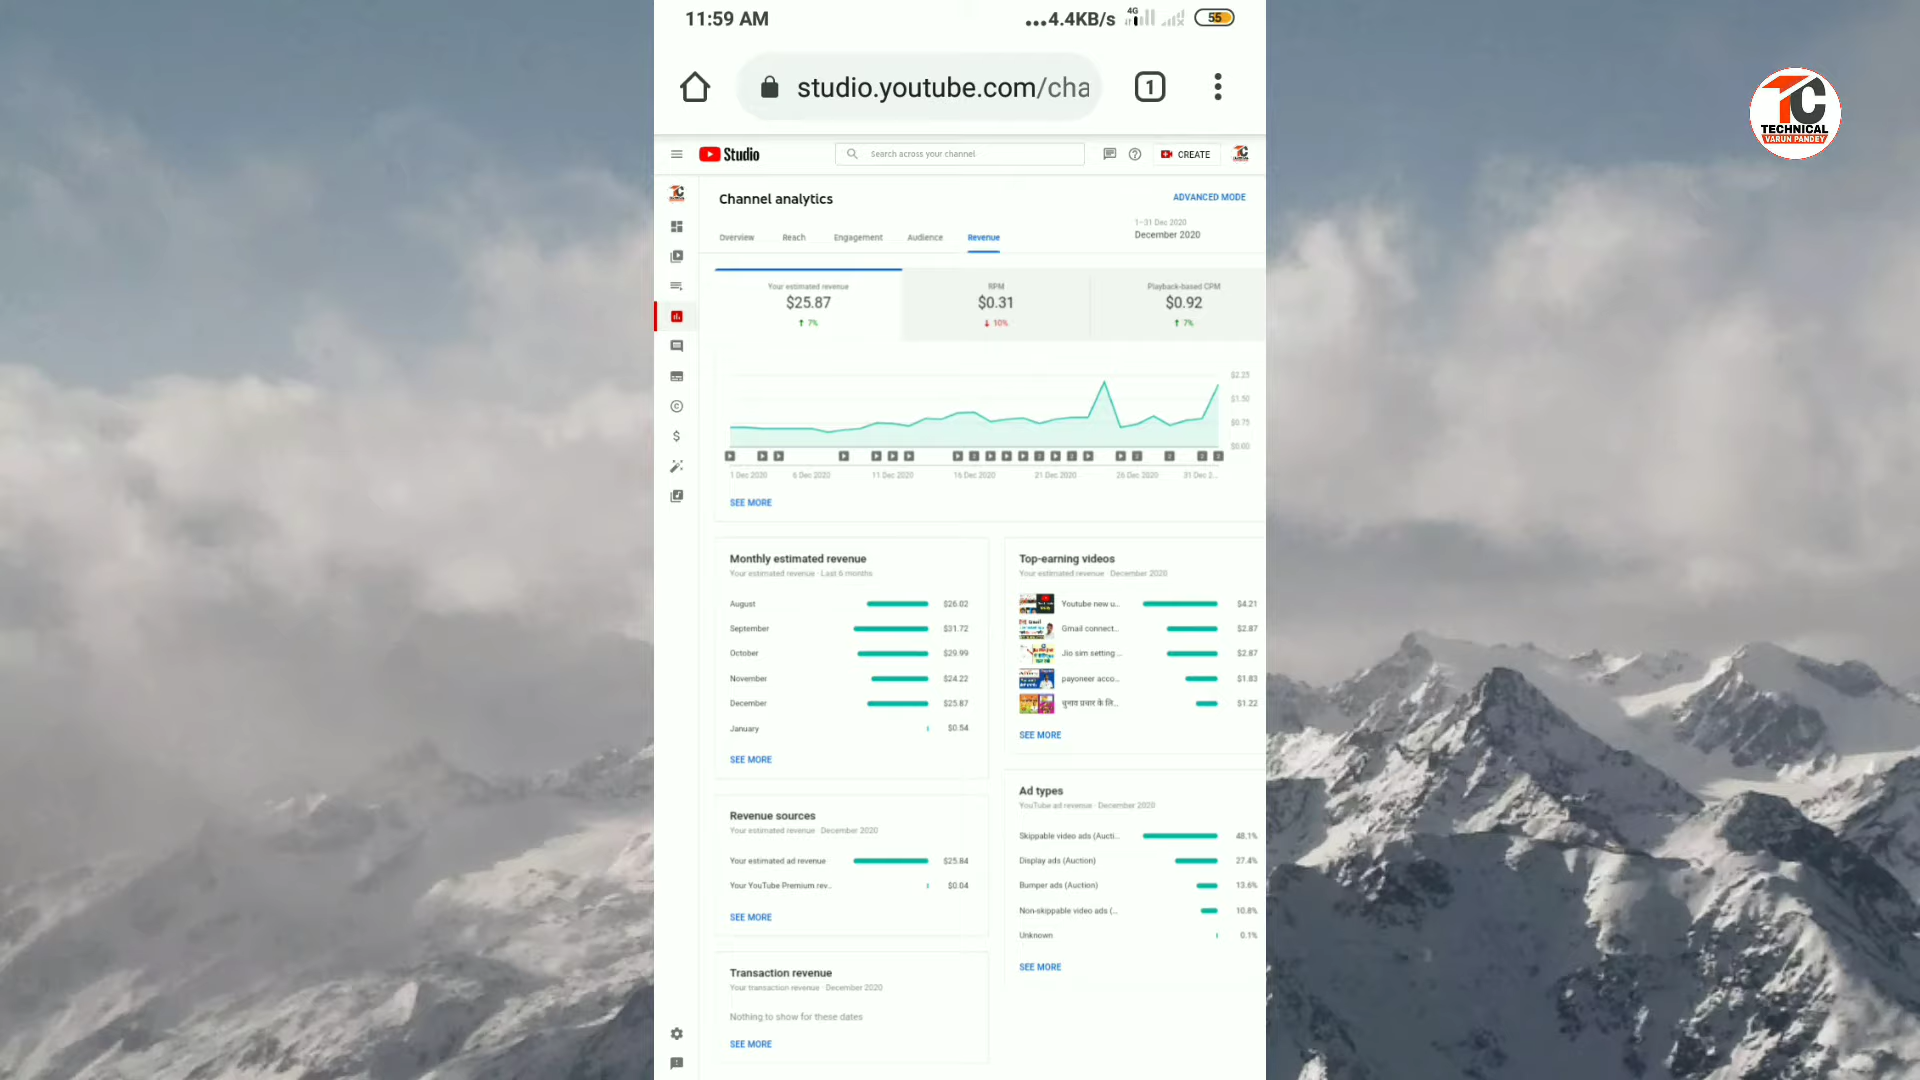 11:59 AM
...4.4KB/s
4G
55
studio.youtube.com/cha
1
TECHNICAL
VARUN PANDEY
Studio
Search across your channel
CREATE
Channel analytics
ADVANCED MODE
1–31 Dec 2020
December 2020
Overview Reach Engagement Audience Revenue
Your estimated revenue
$25.87
7%
RPM
$0.31
10%
Playback-based CPM
$0.92
7%
$2.25
$1.50
$0.75
$0.00
1 Dec 2020 6 Dec 2020 11 Dec 2020 16 Dec 2020 21 Dec 2020 26 Dec 2020 31 Dec 2...
SEE MORE
Monthly estimated revenue
Your estimated revenue · Last 6 months
August $26.02
September $31.72
October $29.99
November $24.22
December $25.87
January $0.54
SEE MORE
Top-earning videos
Your estimated revenue · December 2020
Youtube new u... $4.21
Gmail connect... $2.87
Jio sim setting ... $2.87
payoneer acco... $1.83
चुनाव प्रचार के लि... $1.22
SEE MORE
Revenue sources
Your estimated revenue · December 2020
Your estimated ad revenue $25.84
Your YouTube Premium rev.. $0.04
SEE MORE
Ad types
YouTube ad revenue · December 2020
Skippable video ads (Aucti... 48.1%
Display ads (Auction) 27.4%
Bumper ads (Auction) 13.6%
Non-skippable video ads (... 10.8%
Unknown 0.1%
SEE MORE
Transaction revenue
Your transaction revenue · December 2020
Nothing to show for these dates
SEE MORE